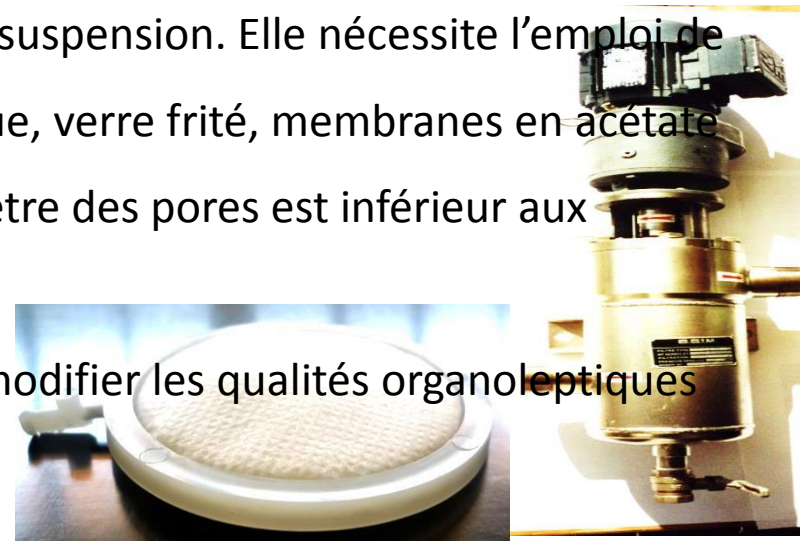 suspension. Elle nécessite l’emploi de
ue, verre frité, membranes en acétate
ètre des pores est inférieur aux
modifier les qualités organoleptiques